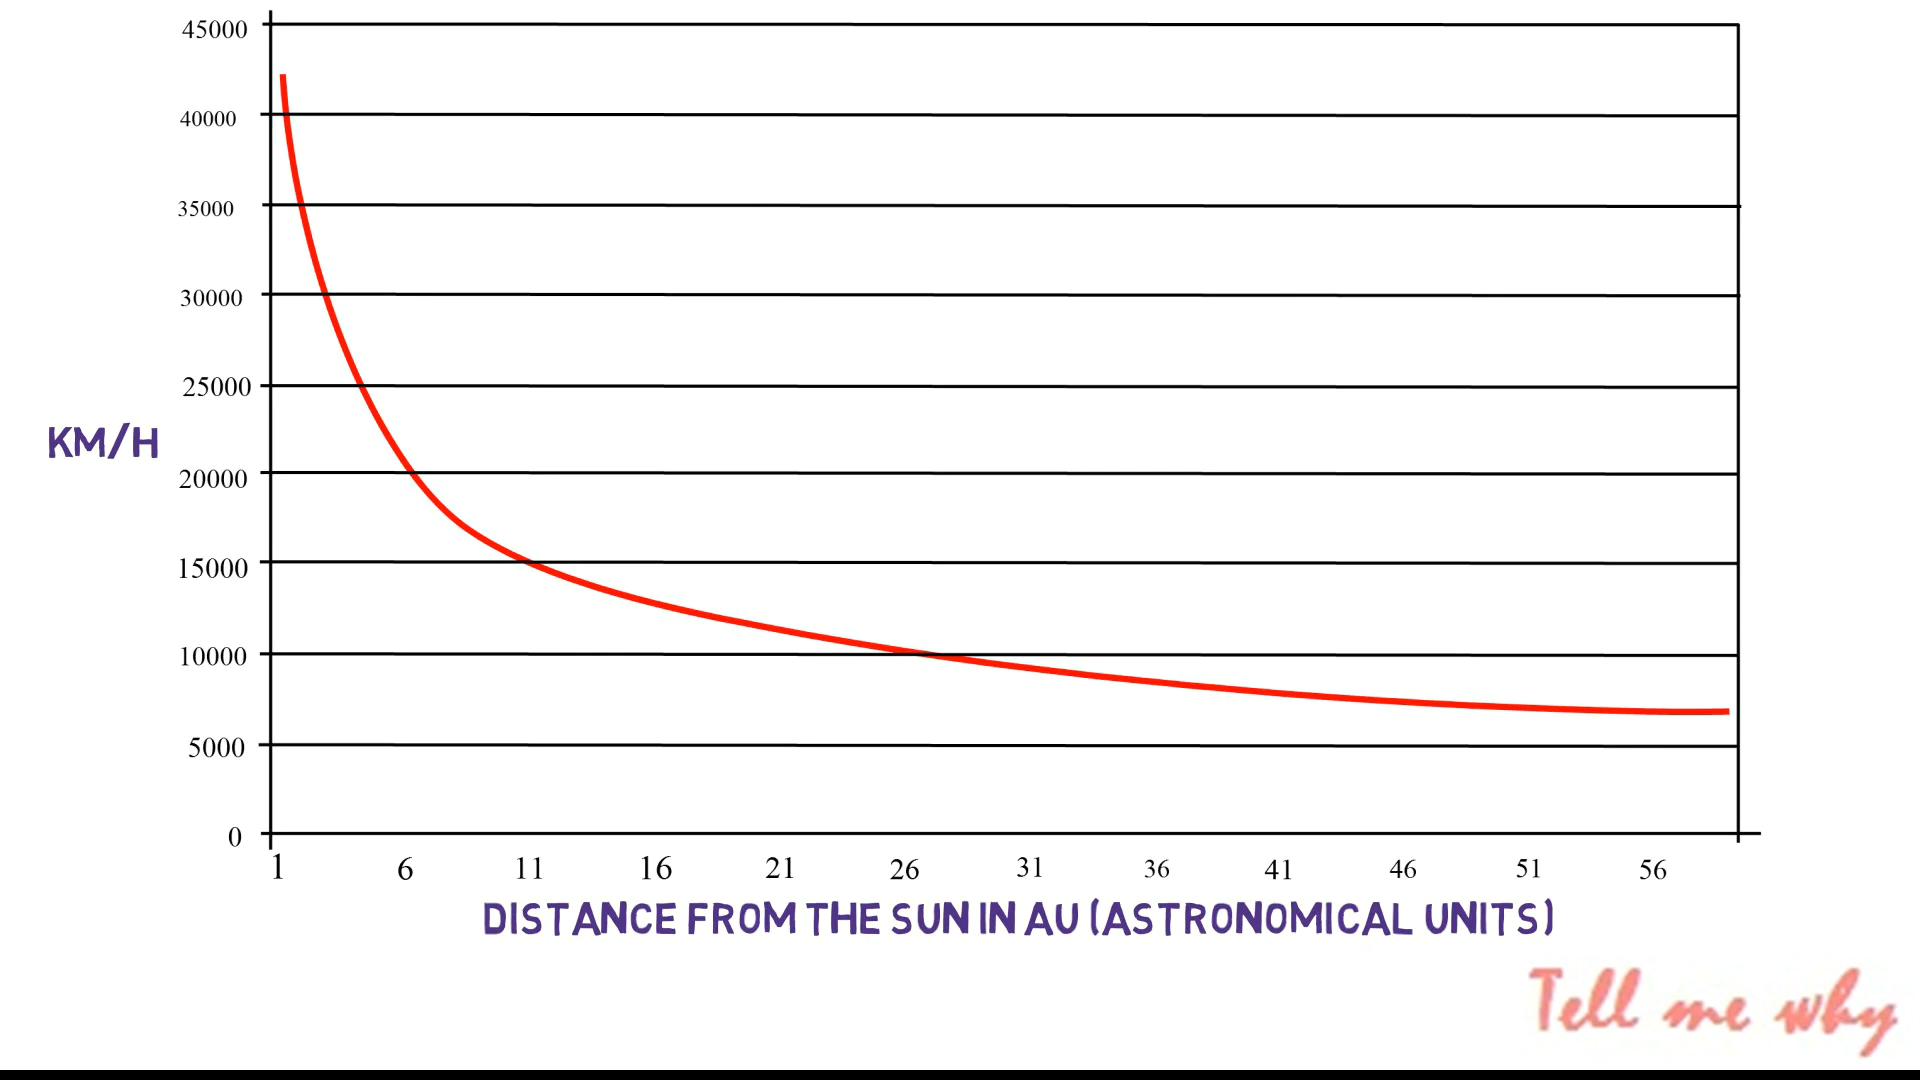 45000
40000
35000
30000
25000
KM/H
20000
15000
10000
5000
0
1 6 11 16 21 26 31 36 41 46 51 56
DISTANCE FROM THE SUN IN AU (ASTRONOMICAL UNITS)
Tell me why